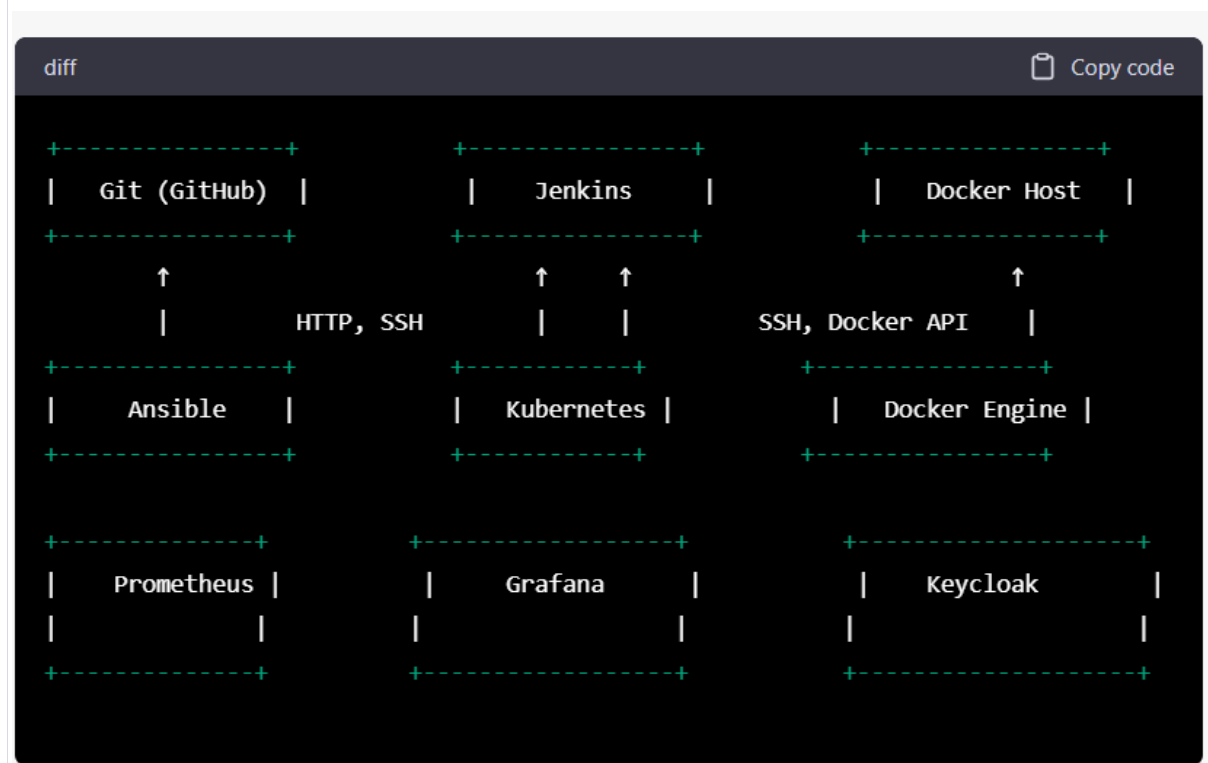 diff Copy code
+----------------+ +----------------+ +----------------+
| Git (GitHub) | | Jenkins | | Docker Host |
+----------------+ +----------------+ +----------------+
↑ ↑ ↑ ↑
| HTTP, SSH | | SSH, Docker API |
+----------------+ +------------+ +----------------+
| Ansible | | Kubernetes | | Docker Engine |
+----------------+ +------------+ +----------------+
+--------------+ +------------------+ +--------------------+
| Prometheus | | Grafana | | Keycloak |
| | | | | |
+--------------+ +------------------+ +--------------------+